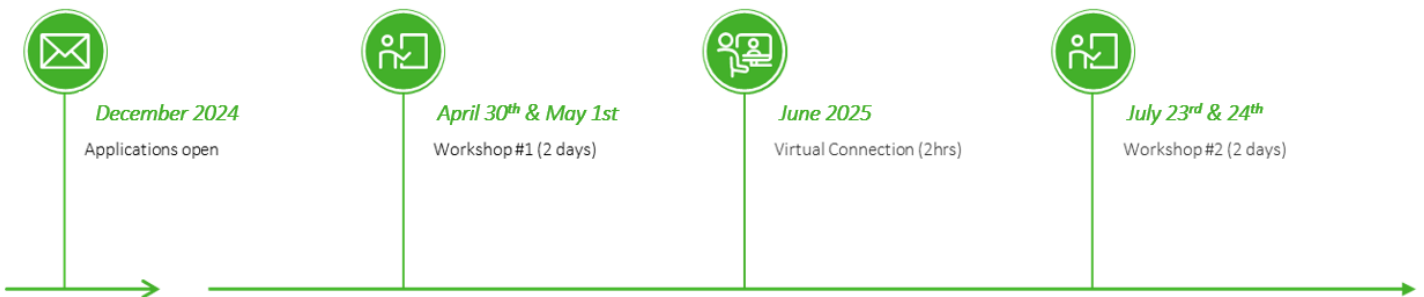 December 2024
Applications open
April 30th & May 1st
Workshop #1 (2 days)
June 2025
Virtual Connection (2hrs)
July 23rd & 24th
Workshop #2 (2 days)